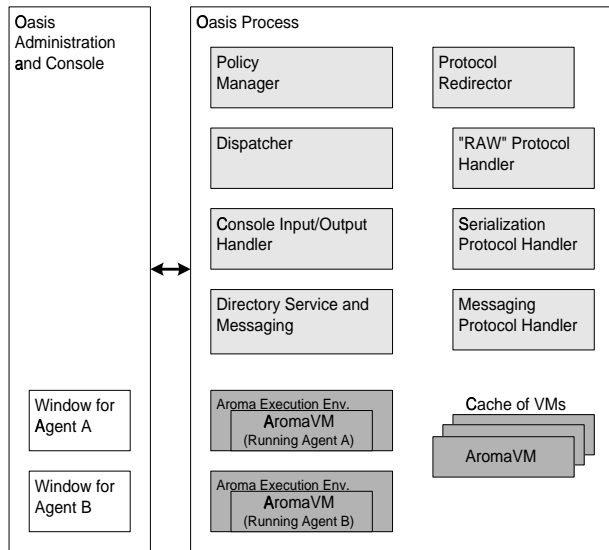 Oasis
Administration
and Console
Window for
Agent A
Window for
Agent B
Oasis Process
Policy
Manager
Protocol
Redirector
Dispatcher
"RAW" Protocol
Handler
Console Input/Output
Handler
Serialization
Protocol Handler
Directory Service and
Messaging
Messaging
Protocol Handler
Aroma Execution Env.
AromaVM
(Running Agent A)
Cache of VMs
AromaVM
Aroma Execution Env.
AromaVM
(Running Agent B)